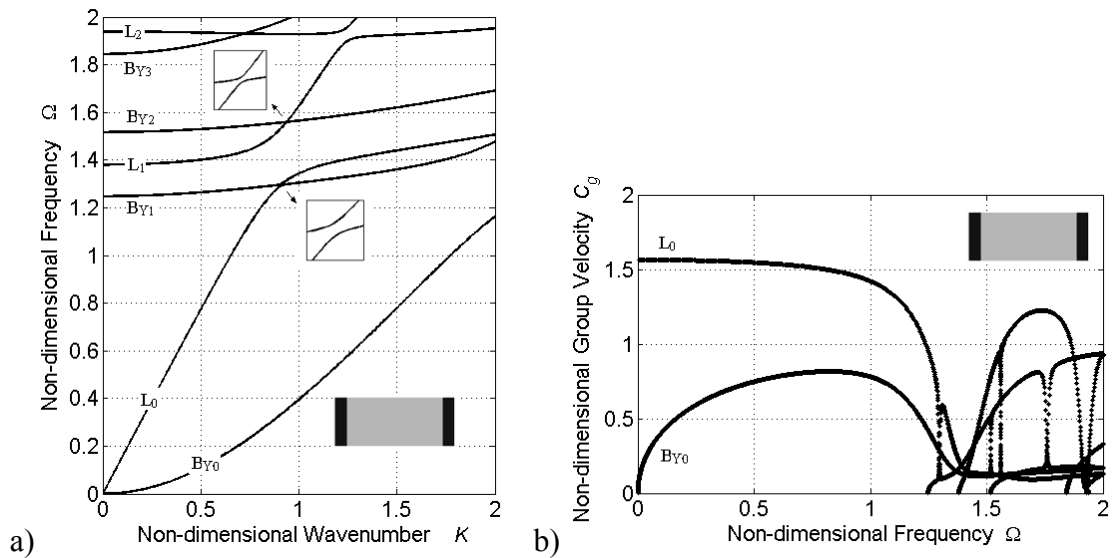 2
1.8
1.6
1.4
1.2
1
0.8
0.6
0.4
0.2
0
Non-dimensional Frequency Ω
L2
BY3
BY2
L1
BY1
L0
BY0
0 0.5 1 1.5 2
Non-dimensional Wavenumber K
a)
2
1.5
1
0.5
0
Non-dimensional Group Velocity Cg
L0
BY0
0 0.5 1 1.5 2
Non-dimensional Frequency Ω
b)